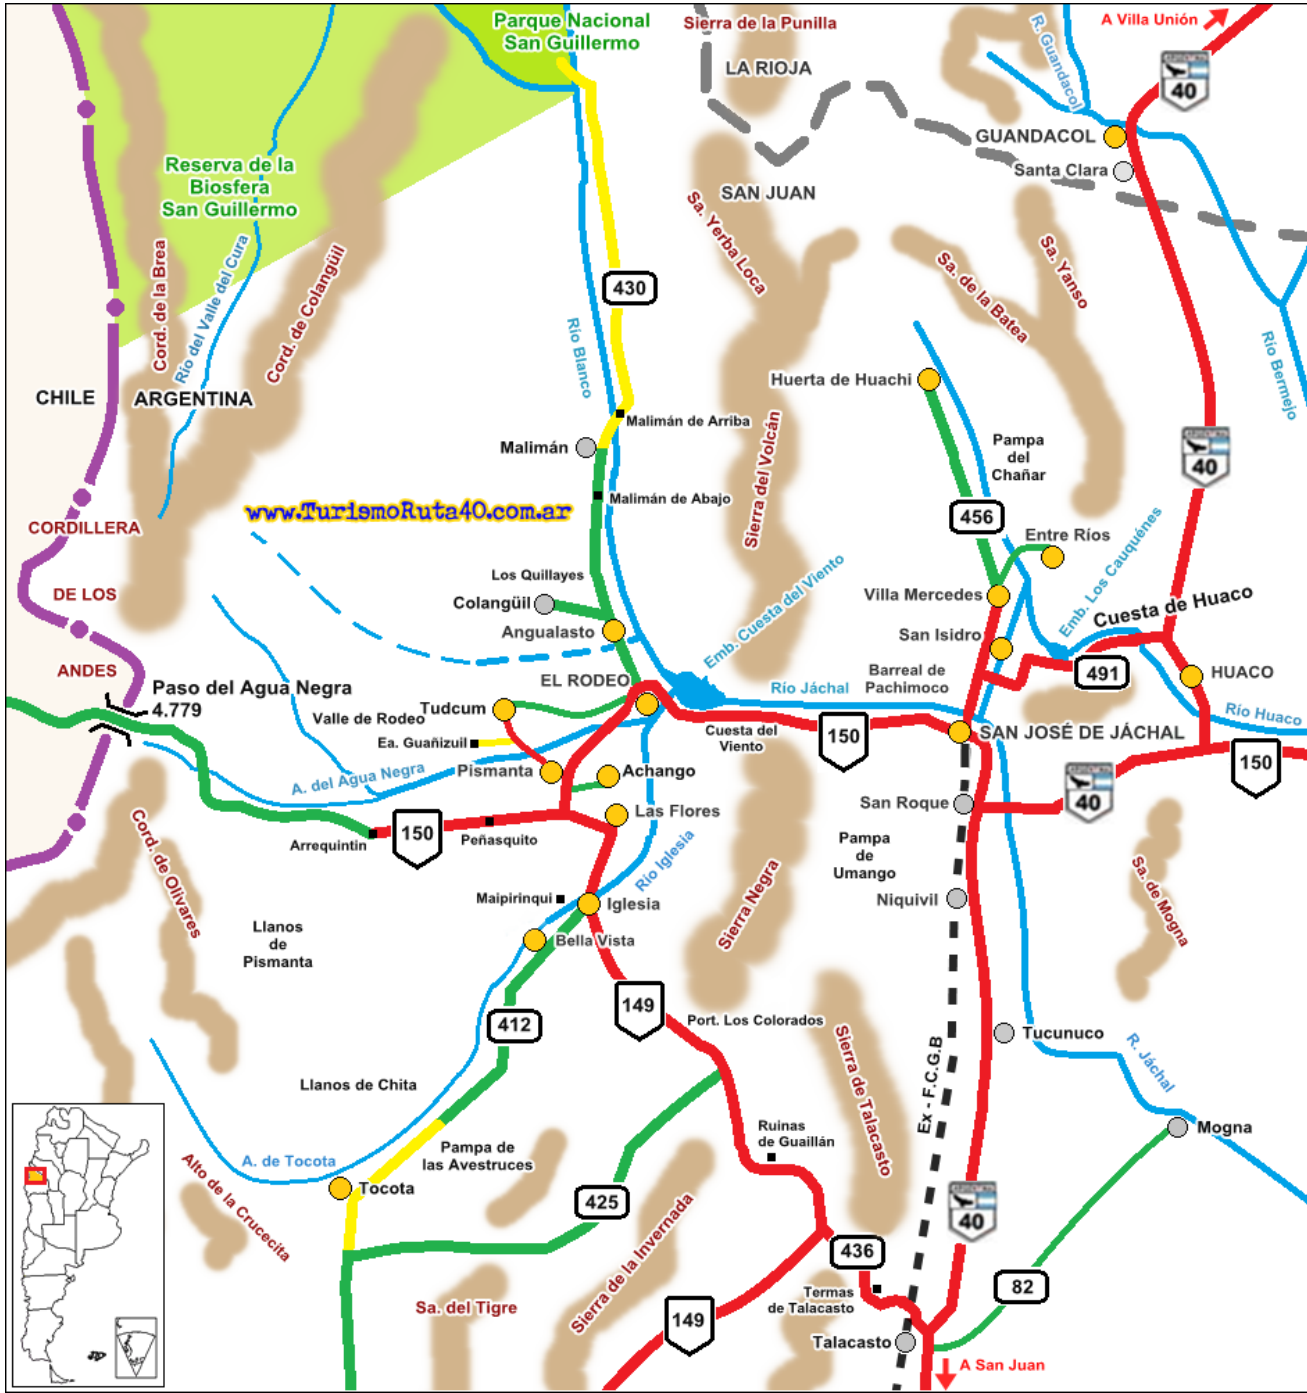 Parque Nacional
San Guillermo
Sierra de la Punilla
A Villa Unión
R. Guandacol
LA RIOJA
40
GUANDACOL
Santa Clara
Reserva de la
Biosfera
San Guillermo
SAN JUAN
Sa. Yerba Loca
Cord. de la Brea
Río del Valle del Cura
Cord. de Colangüil
430
Sa. de la Batea
Sa. Yanso
Río Blanco
Río Bermejo
CHILE
ARGENTINA
Huerta de Huachi
Malimán de Arriba
Malimán
Sierra del Volcán
Pampa
del
Chañar
40
Malimán de Abajo
www.TurismoRuta40.com.ar
456
CORDILLERA
Entre Ríos
Emb. Los Cauquénes
Los Quillayes
Colangüil
DE LOS
Villa Mercedes
Cuesta de Huaco
Angualasto
San Isidro
Emb. Cuesta del Viento
ANDES
EL RODEO
Barreal de
Pachimoco
491
HUACO
Paso del Agua Negra
4.779
Río Jáchal
Tudcum
Valle de Rodeo
Río Huaco
Cuesta del
Viento
150
SAN JOSÉ DE JÁCHAL
Ea. Guañizuil
150
A. del Agua Negra
Pismanta
Achango
40
San Roque
Las Flores
150
Arrequintin
Peñasquito
Cord. de Olivares
Río Iglesia
Pampa
de
Umango
Sierra Negra
Sa. de Mogna
Maipirinqui
Iglesia
Niquivil
Llanos
de
Pismanta
Bella Vista
149
412
Port. Los Colorados
Tucunuco
Sierra de Talacasto
Ex - F.C.G.B
R. Jáchal
Llanos de Chita
Ruinas
de Guaillán
Mogna
Pampa de
las Avestruces
A. de Tocota
Alto de la Crucecita
Tocota
425
40
Sierra de la Invernada
436
82
Termas
de Talacasto
Sa. del Tigre
149
Talacasto
A San Juan